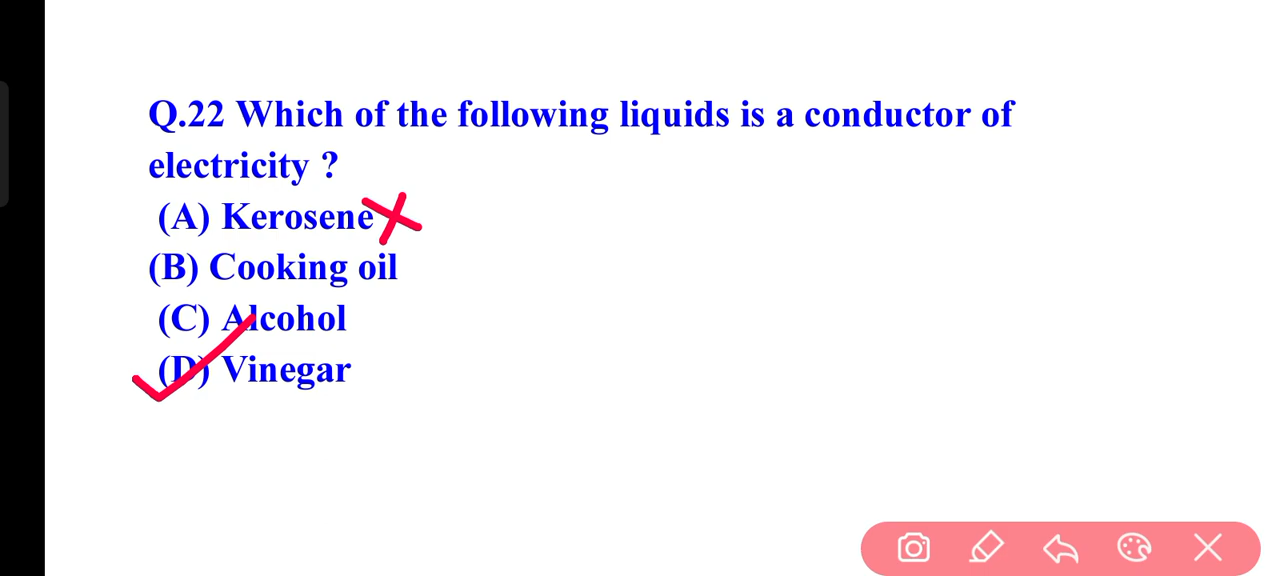 Q.22 Which of the following liquids is a conductor of
electricity ?
(A) Kerosene
(B) Cooking oil
(C) Alcohol
(D) Vinegar